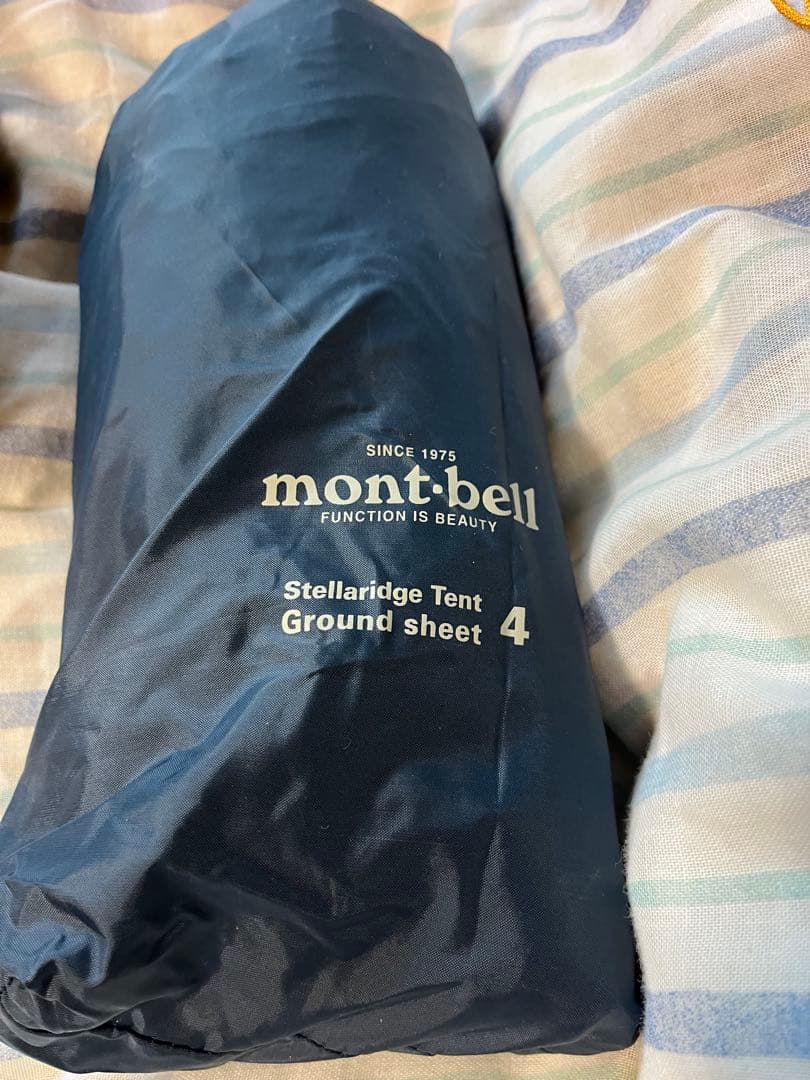 SINCE 1975
mont·bell
FUNCTION IS BEAUTY
Stellaridge Tent
Ground sheet 4